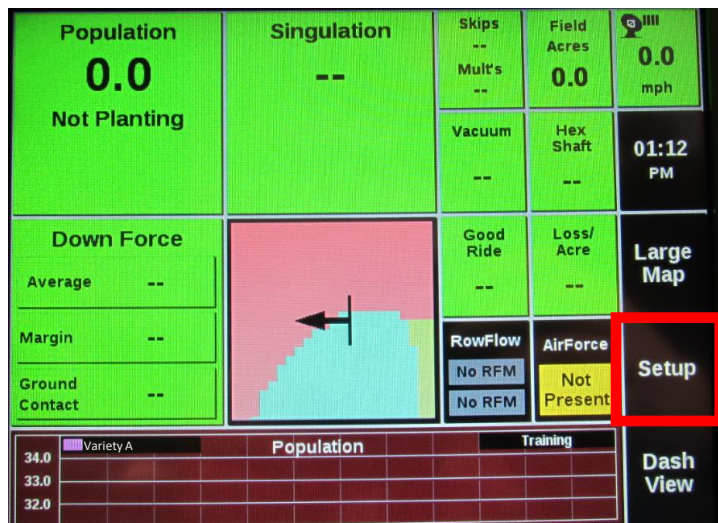 Population
0.0
Not Planting
Singulation
--
Skips
--
Mult's
--
Field
Acres
0.0
0.0
mph
Vacuum
--
Hex
Shaft
--
01:12
PM
Down Force
Average --
Margin --
Ground
Contact --
Good
Ride
--
Loss/
Acre
--
Large
Map
RowFlow
No RFM
No RFM
AirForce
Not
Present
Setup
Variety A
Population
Training
34.0
33.0
32.0
Dash
View